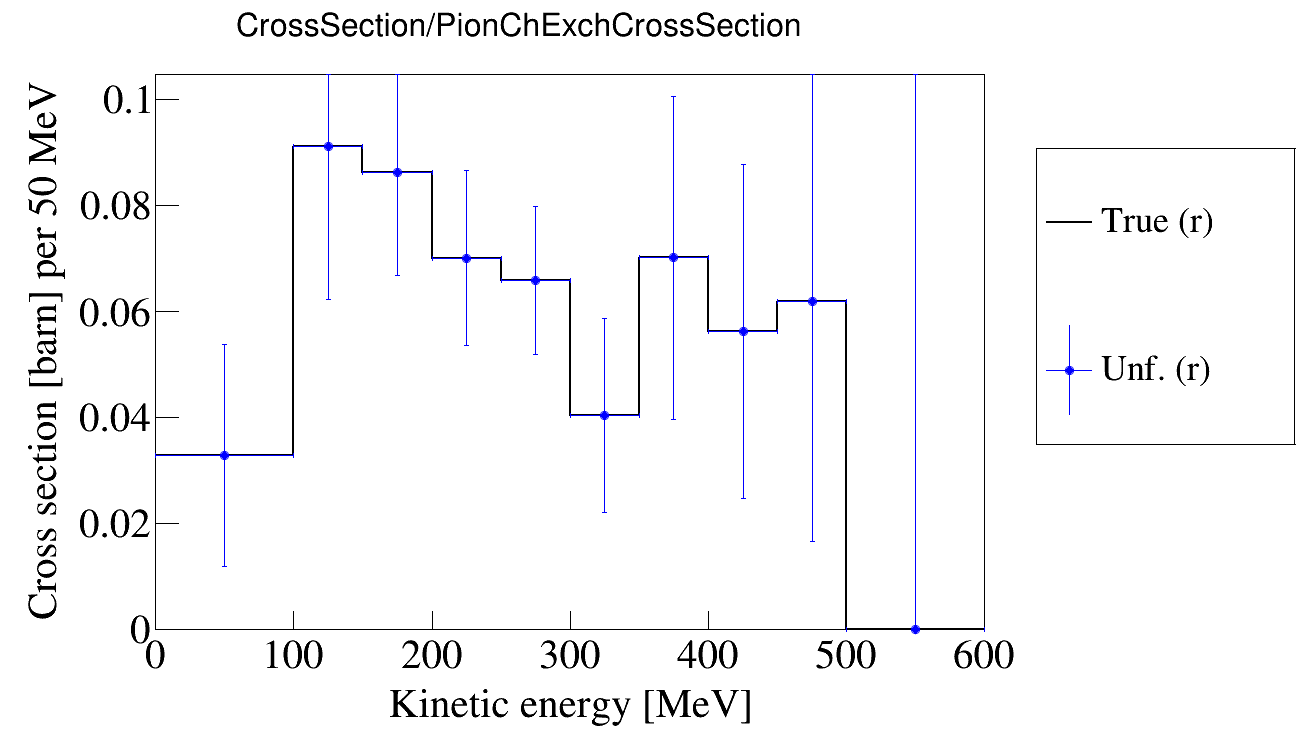 CrossSection/PionChExchCrossSection
Cross section [barn] per 50 MeV
0.1
0.08
0.06
0.04
0.02
0
0 100 200 300 400 500 600
Kinetic energy [MeV]
True (r)
Unf. (r)